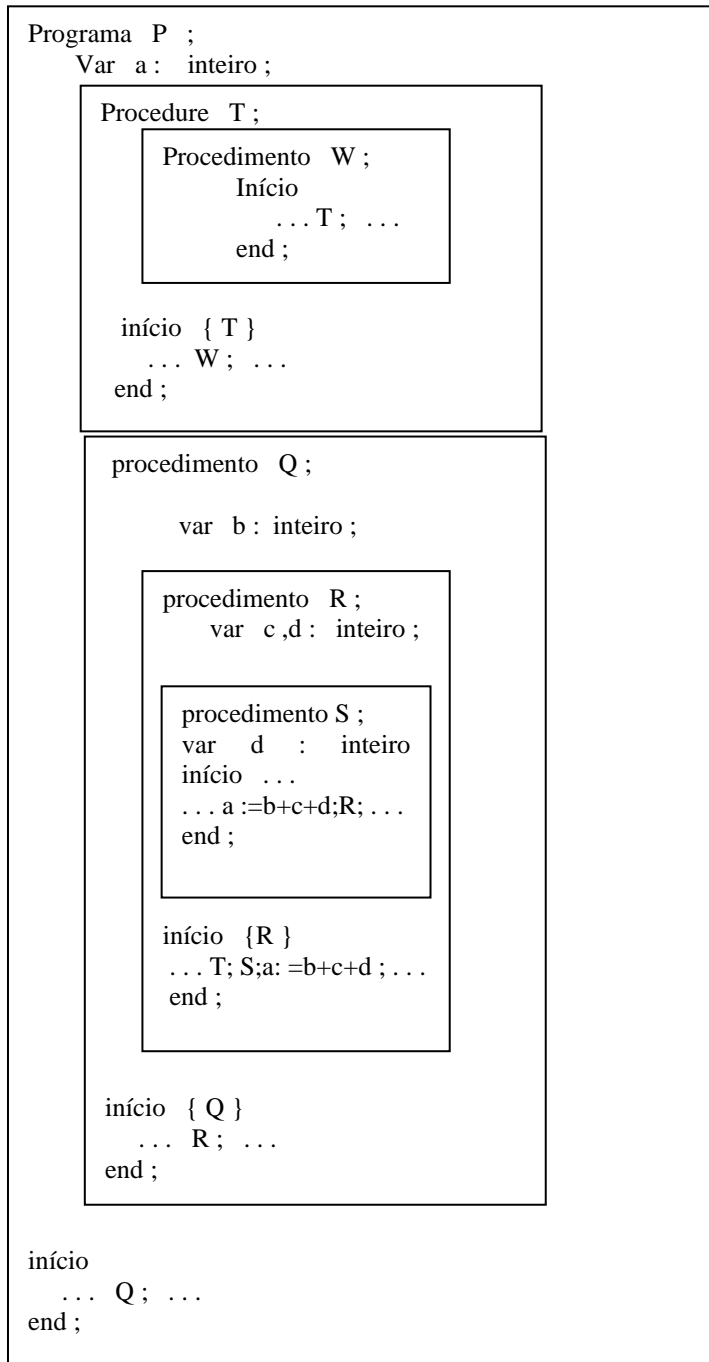 Programa P ;
Var a : inteiro ;
Procedure T ;
Procedimento W ;
Início
. . . T ; . . .
end ;
início { T }
. . . W ; . . .
end ;
procedimento Q ;
var b : inteiro ;
procedimento R ;
var c ,d : inteiro ;
procedimento S ;
var d : inteiro
início . . .
. . . a :=b+c+d;R; . . .
end ;
início {R }
. . . T; S;a: =b+c+d ; . . .
end ;
início { Q }
. . . R ; . . .
end ;
início
. . . Q ; . . .
end ;